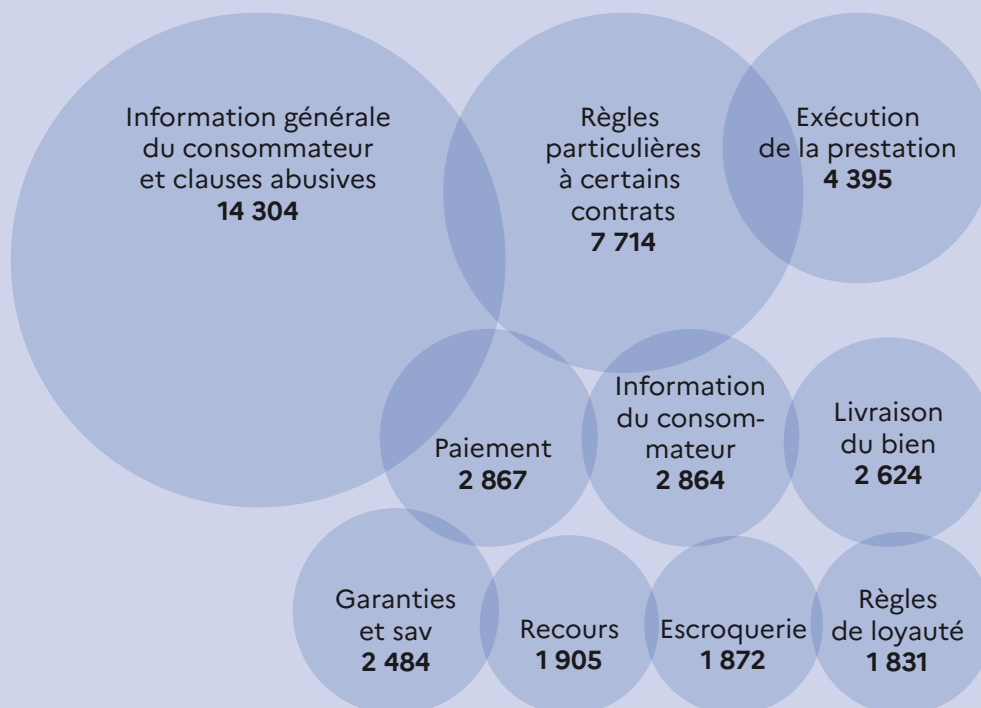 Information générale
du consommateur
et clauses abusives
14 304
Règles
particulières
à certains
contrats
7 714
Exécution
de la prestation
4 395
Paiement
2 867
Information
du consom-
mateur
2 864
Livraison
du bien
2 624
Garanties
et sav
2 484
Recours
1 905
Escroquerie
1 872
Règles
de loyauté
1 831